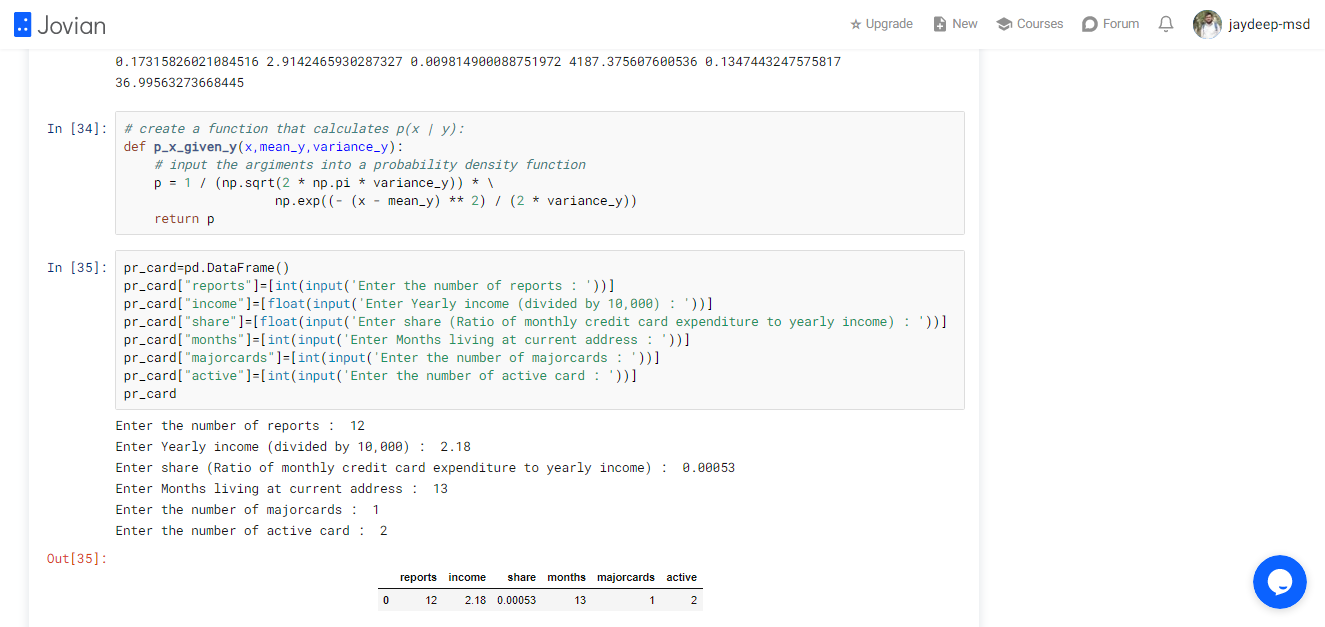 Jovian
Upgrade New Courses Forum jaydeep-msd
0.17315826021084516 2.9142465930287327 0.009814900088751972 4187.375607600536 0.1347443247575817
36.99563273668445
In [34]: # create a function that calculates p(x | y):
def p_x_given_y(x,mean_y,variance_y):
    # input the argiments into a probability density function
    p = 1 / (np.sqrt(2 * np.pi * variance_y)) * \
                    np.exp((- (x - mean_y) ** 2) / (2 * variance_y))
    return p
In [35]: pr_card=pd.DataFrame()
pr_card["reports"]=[int(input('Enter the number of reports : '))]
pr_card["income"]=[float(input('Enter Yearly income (divided by 10,000) : '))]
pr_card["share"]=[float(input('Enter share (Ratio of monthly credit card expenditure to yearly income) : '))]
pr_card["months"]=[int(input('Enter Months living at current address : '))]
pr_card["majorcards"]=[int(input('Enter the number of majorcards : '))]
pr_card["active"]=[int(input('Enter the number of active card : '))]
pr_card
Enter the number of reports :  12
Enter Yearly income (divided by 10,000) :  2.18
Enter share (Ratio of monthly credit card expenditure to yearly income) :  0.00053
Enter Months living at current address :  13
Enter the number of majorcards :  1
Enter the number of active card :  2
Out[35]:
reports income share months majorcards active
0 12 2.18 0.00053 13 1 2